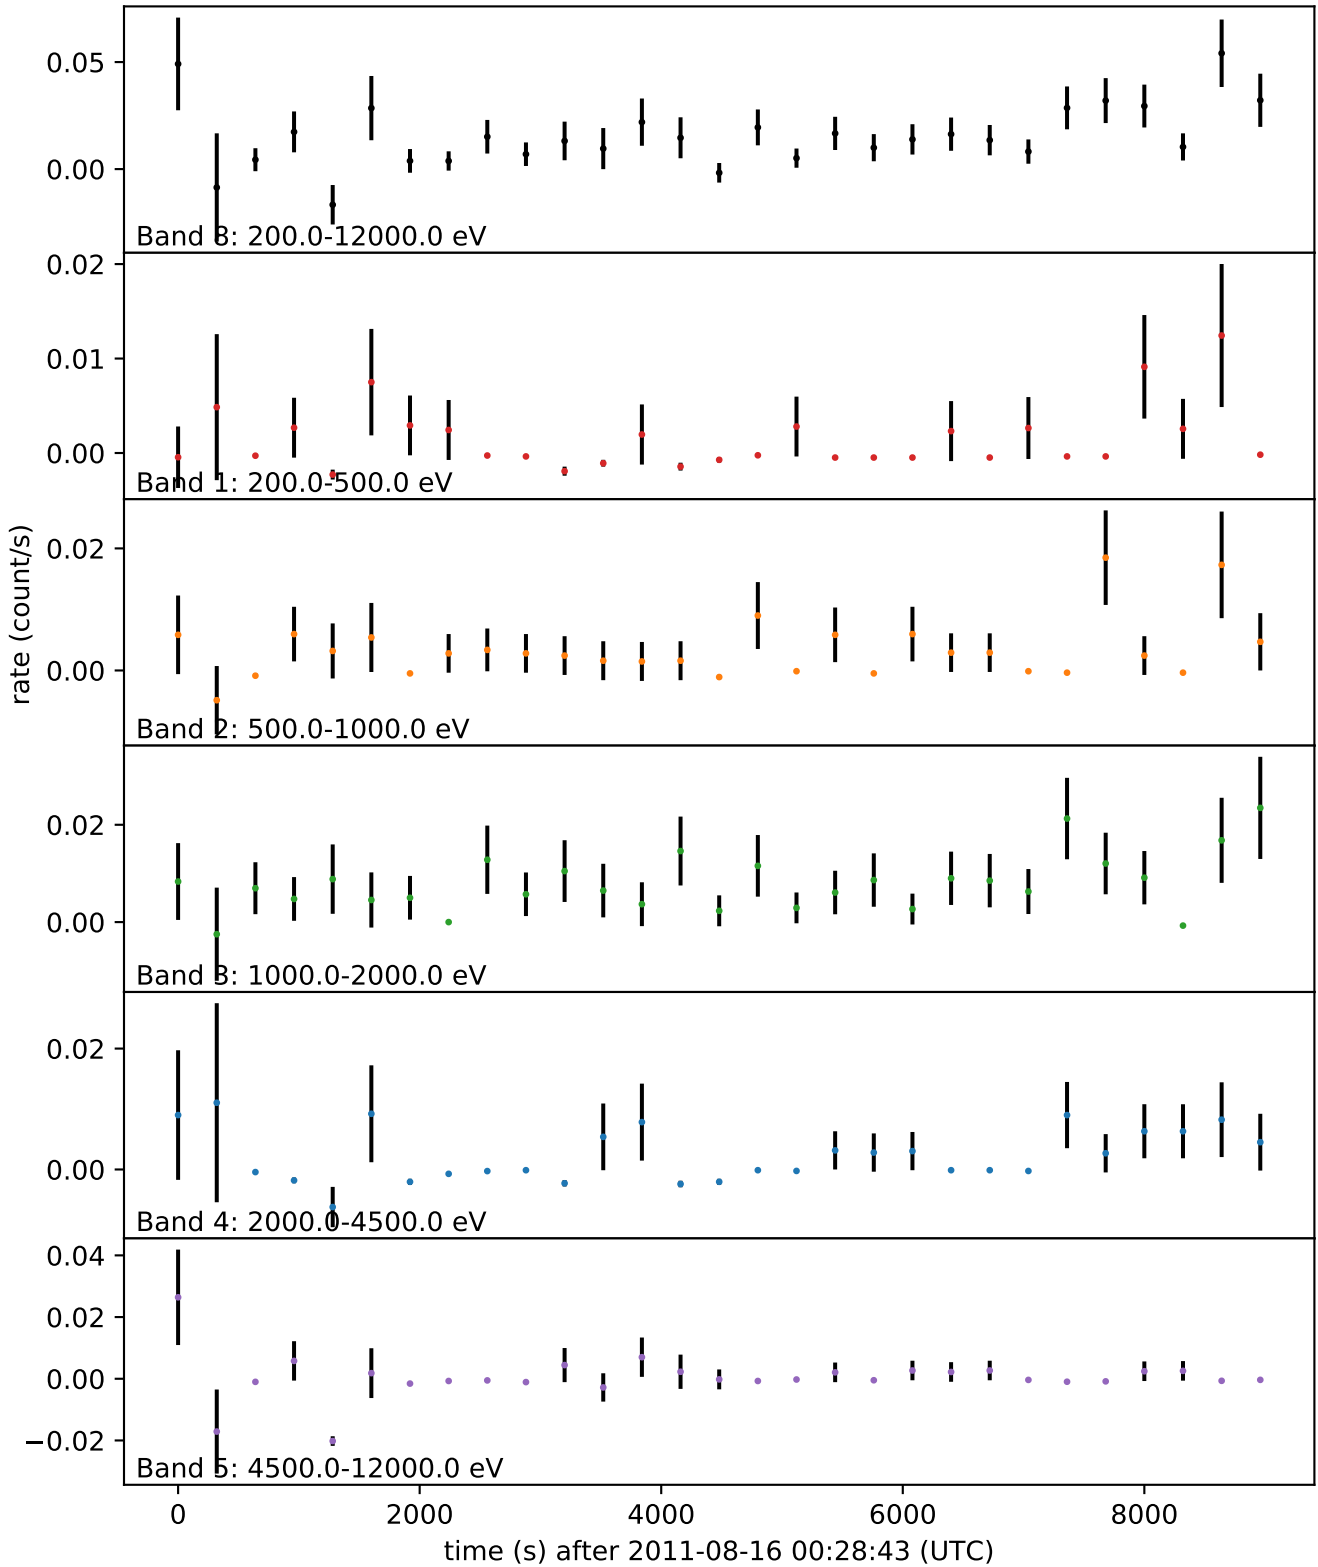 0.05
0.00
Band 8: 200.0-12000.0 eV
0.02
0.01
0.00
Band 1: 200.0-500.0 eV
rate (count/s)
0.02
0.00
Band 2: 500.0-1000.0 eV
0.02
0.00
Band 3: 1000.0-2000.0 eV
0.02
0.00
Band 4: 2000.0-4500.0 eV
0.04
0.02
0.00
−0.02
Band 5: 4500.0-12000.0 eV
0 2000 4000 6000 8000
time (s) after 2011-08-16 00:28:43 (UTC)